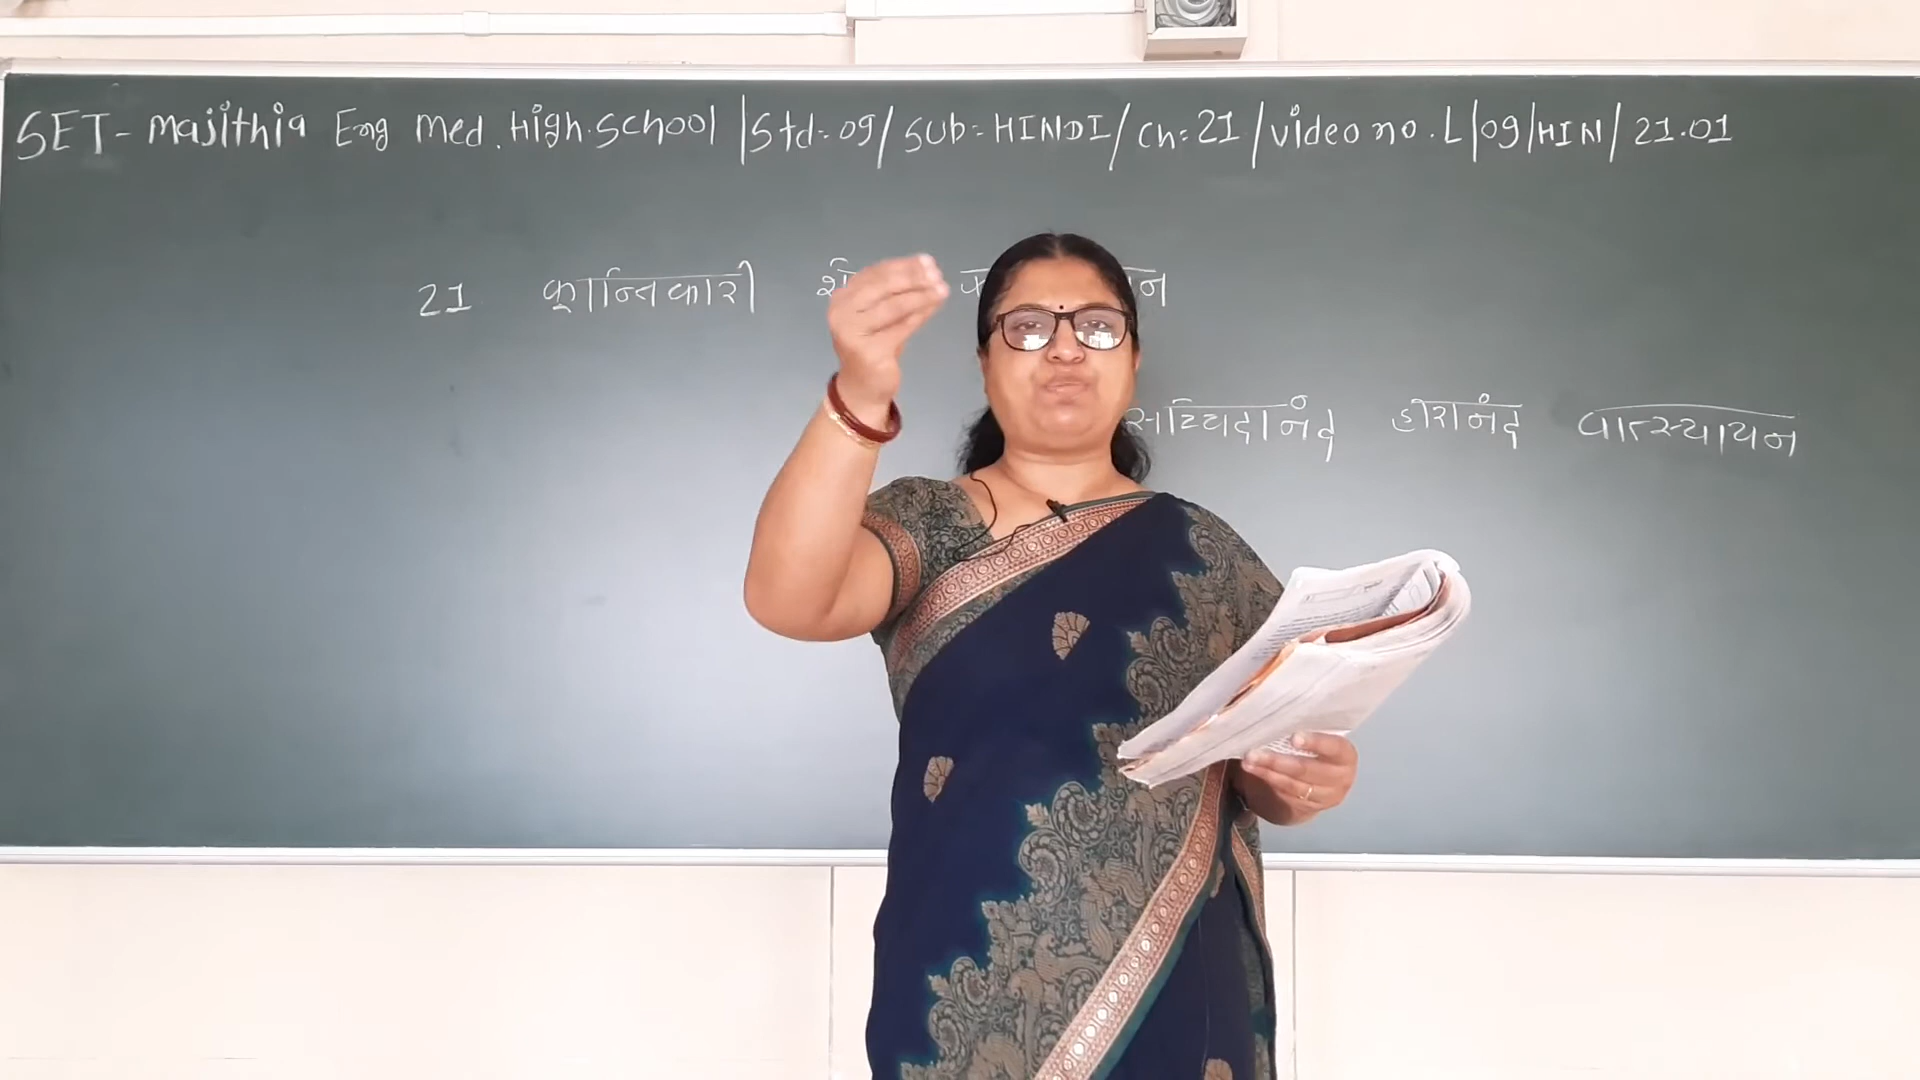 SET - Majithia Eng Med. High. School | Std:- 09 / SUB:- HINDI / Ch:- 21 / Video no. L|09|HIN| 21.01
21 क्रान्तिकारी
सच्चिदानंद हीरानंद वात्स्यायन